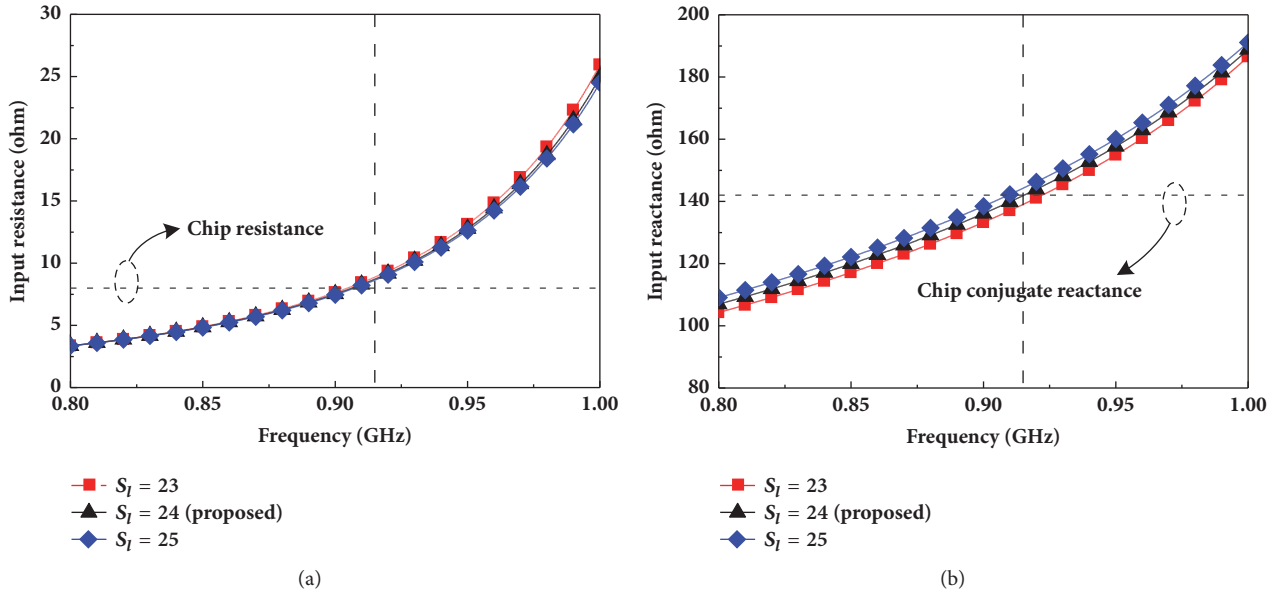 30
25
20
15
10
5
0
Input resistance (ohm)
Chip resistance
0.80 0.85 0.90 0.95 1.00
Frequency (GHz)
S_l = 23
S_l = 24 (proposed)
S_l = 25
(a)
200
180
160
140
120
100
80
Input reactance (ohm)
Chip conjugate reactance
0.80 0.85 0.90 0.95 1.00
Frequency (GHz)
S_l = 23
S_l = 24 (proposed)
S_l = 25
(b)